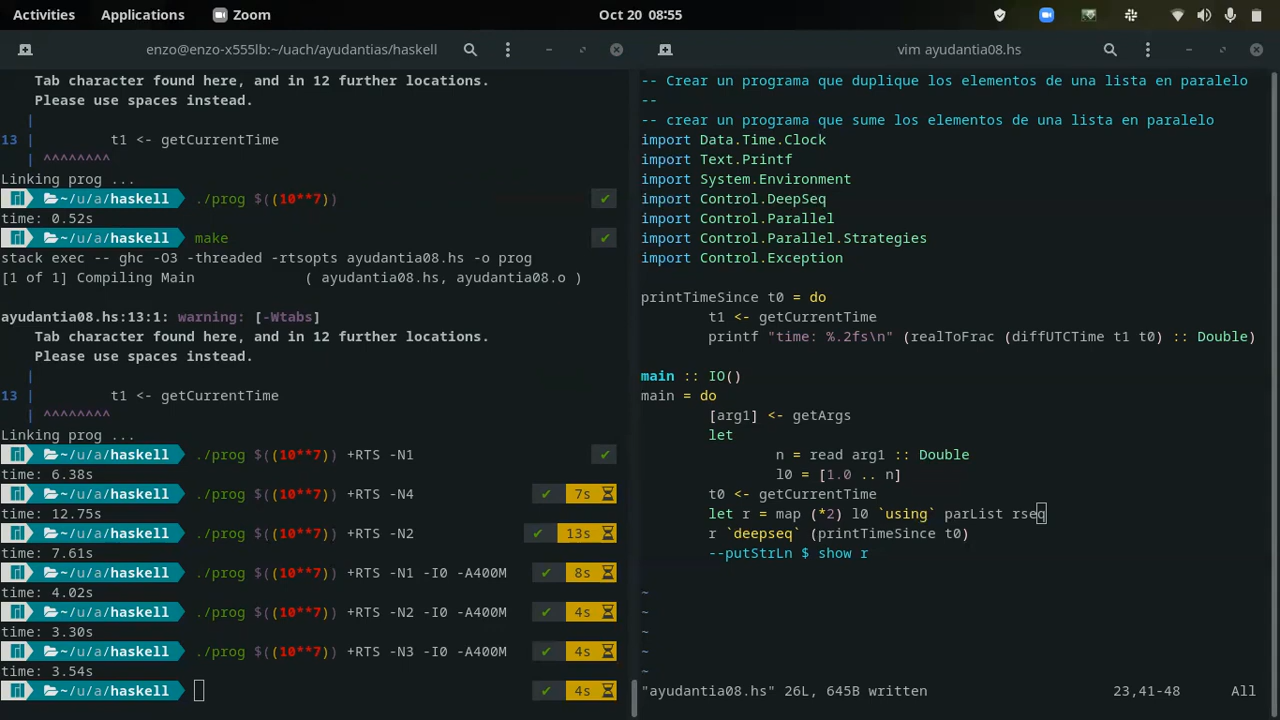 Activities Applications Zoom Oct 20 08:55
enzo@enzo-x555lb:~/uach/ayudantias/haskell
Tab character found here, and in 12 further locations.
Please use spaces instead.
|
13 | t1 <- getCurrentTime
| ^^^^^^^^
Linking prog ...
~/u/a/haskell ./prog $((10**7)) ✔
time: 0.52s
~/u/a/haskell make ✔
stack exec -- ghc -O3 -threaded -rtsopts ayudantia08.hs -o prog
[1 of 1] Compiling Main ( ayudantia08.hs, ayudantia08.o )
ayudantia08.hs:13:1: warning: [-Wtabs]
Tab character found here, and in 12 further locations.
Please use spaces instead.
|
13 | t1 <- getCurrentTime
| ^^^^^^^^
Linking prog ...
~/u/a/haskell ./prog $((10**7)) +RTS -N1 ✔
time: 6.38s
~/u/a/haskell ./prog $((10**7)) +RTS -N4 ✔ 7s
time: 12.75s
~/u/a/haskell ./prog $((10**7)) +RTS -N2 ✔ 13s
time: 7.61s
~/u/a/haskell ./prog $((10**7)) +RTS -N1 -I0 -A400M ✔ 8s
time: 4.02s
~/u/a/haskell ./prog $((10**7)) +RTS -N2 -I0 -A400M ✔ 4s
time: 3.30s
~/u/a/haskell ./prog $((10**7)) +RTS -N3 -I0 -A400M ✔ 4s
time: 3.54s
~/u/a/haskell ✔ 4s
vim ayudantia08.hs
-- Crear un programa que duplique los elementos de una lista en paralelo
--
-- crear un programa que sume los elementos de una lista en paralelo
import Data.Time.Clock
import Text.Printf
import System.Environment
import Control.DeepSeq
import Control.Parallel
import Control.Parallel.Strategies
import Control.Exception
printTimeSince t0 = do
t1 <- getCurrentTime
printf "time: %.2fs\n" (realToFrac (diffUTCTime t1 t0) :: Double)
main :: IO()
main = do
[arg1] <- getArgs
let
n = read arg1 :: Double
l0 = [1.0 .. n]
t0 <- getCurrentTime
let r = map (*2) l0 `using` parList rseq
r `deepseq` (printTimeSince t0)
--putStrLn $ show r
~
~
~
~
~
"ayudantia08.hs" 26L, 645B written 23,41-48 All